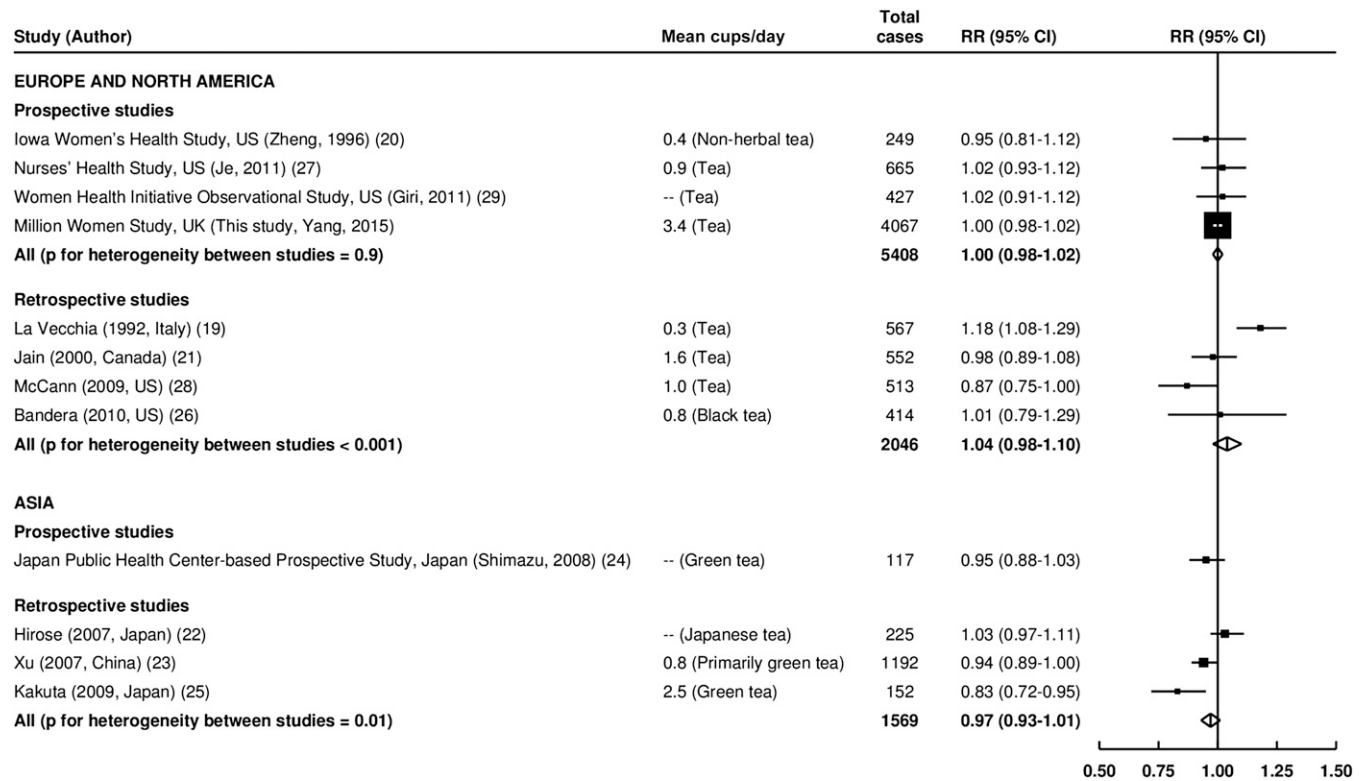 Study (Author) Mean cups/day Total cases RR (95% CI) RR (95% CI)
EUROPE AND NORTH AMERICA
Prospective studies
Iowa Women's Health Study, US (Zheng, 1996) (20) 0.4 (Non-herbal tea) 249 0.95 (0.81-1.12)
Nurses' Health Study, US (Je, 2011) (27) 0.9 (Tea) 665 1.02 (0.93-1.12)
Women Health Initiative Observational Study, US (Giri, 2011) (29) -- (Tea) 427 1.02 (0.91-1.12)
Million Women Study, UK (This study, Yang, 2015) 3.4 (Tea) 4067 1.00 (0.98-1.02)
All (p for heterogeneity between studies = 0.9) 5408 1.00 (0.98-1.02)
Retrospective studies
La Vecchia (1992, Italy) (19) 0.3 (Tea) 567 1.18 (1.08-1.29)
Jain (2000, Canada) (21) 1.6 (Tea) 552 0.98 (0.89-1.08)
McCann (2009, US) (28) 1.0 (Tea) 513 0.87 (0.75-1.00)
Bandera (2010, US) (26) 0.8 (Black tea) 414 1.01 (0.79-1.29)
All (p for heterogeneity between studies < 0.001) 2046 1.04 (0.98-1.10)
ASIA
Prospective studies
Japan Public Health Center-based Prospective Study, Japan (Shimazu, 2008) (24) -- (Green tea) 117 0.95 (0.88-1.03)
Retrospective studies
Hirose (2007, Japan) (22) -- (Japanese tea) 225 1.03 (0.97-1.11)
Xu (2007, China) (23) 0.8 (Primarily green tea) 1192 0.94 (0.89-1.00)
Kakuta (2009, Japan) (25) 2.5 (Green tea) 152 0.83 (0.72-0.95)
All (p for heterogeneity between studies = 0.01) 1569 0.97 (0.93-1.01)
0.50 0.75 1.00 1.25 1.50